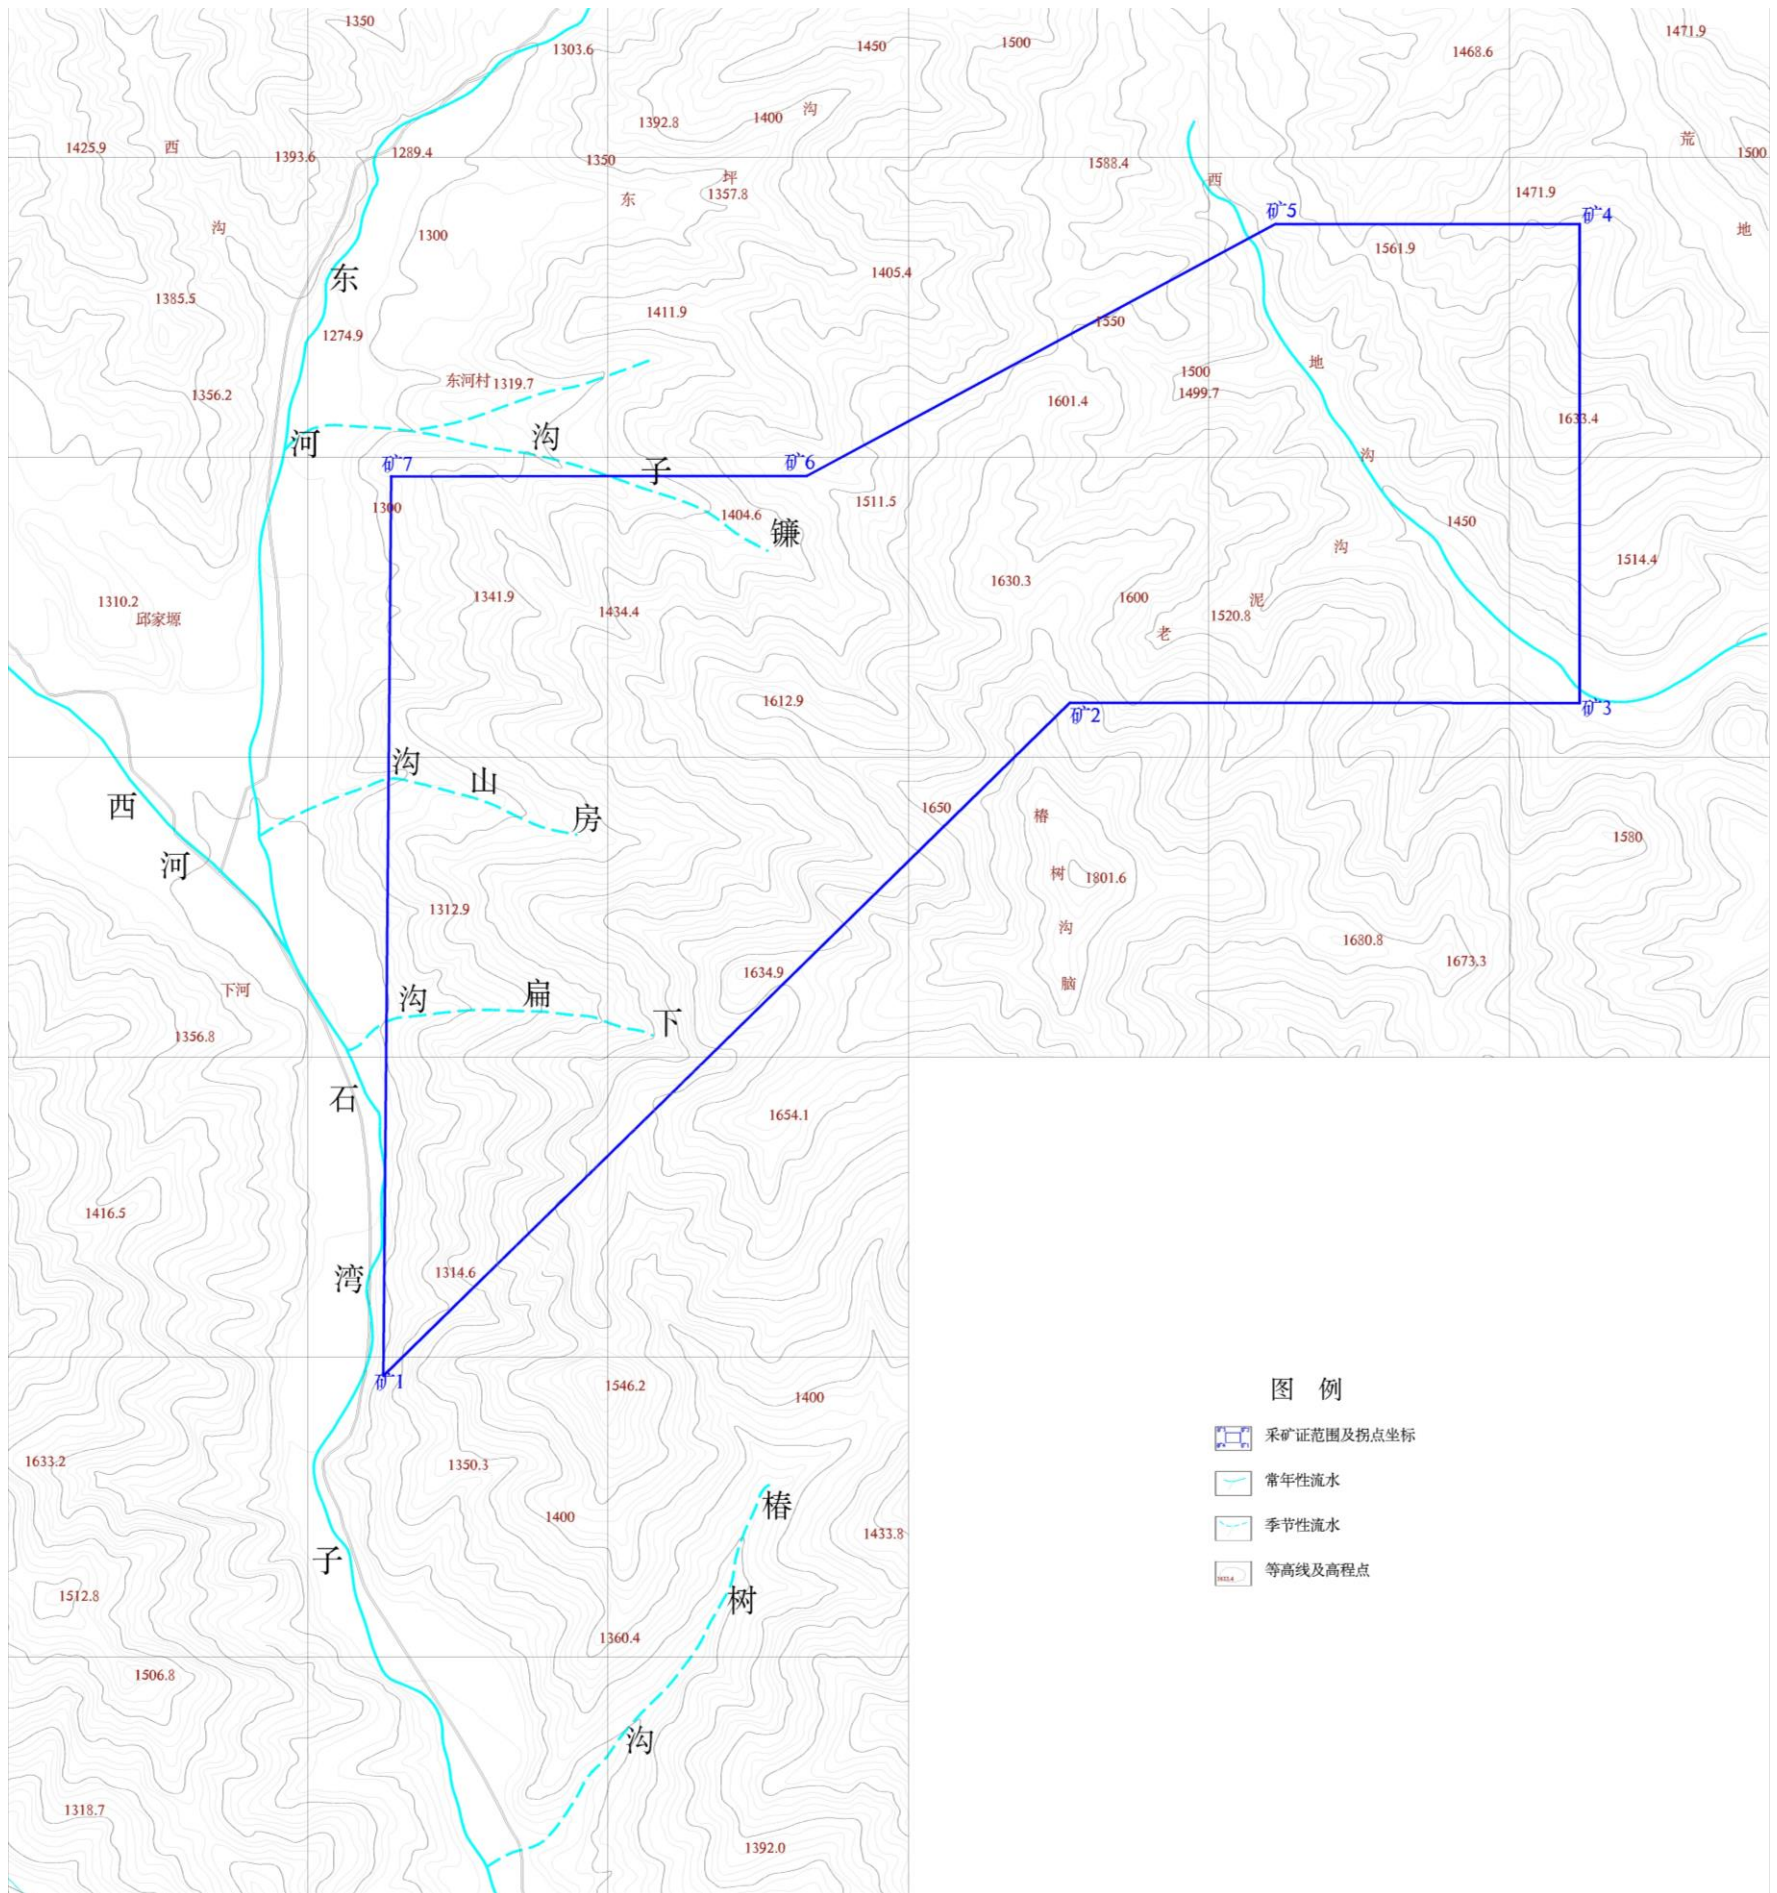 1350
1303.6
1450
1500
1468.6
1471.9
1392.8
1400
沟
1425.9
西
1393.6
1289.4
1350
坪
1357.8
东
1588.4
西
1471.9
荒
1500
地
沟
1300
矿5
矿4
1561.9
东
1385.5
1274.9
1405.4
1411.9
1550
东河村 1319.7
1356.2
地
1500
1499.7
1601.4
1633.4
河
沟
子
镰
沟
矿7
矿6
1300
1404.6
1511.5
1450
沟
1514.4
1310.2
邱家塬
1341.9
1434.4
1630.3
1600
泥
1520.8
老
1612.9
矿2
矿3
西
河
沟
山
房
1650
椿
树
1801.6
沟
脑
1580
1312.9
1680.8
1673.3
下河
1356.8
沟
扁
下
1634.9
石
1654.1
1416.5
湾
1314.6
矿1
1546.2
1400
图 例
采矿证范围及拐点坐标
常年性流水
季节性流水
等高线及高程点
1633.2
1350.3
1400
椿
1433.8
子
1512.8
树
1360.4
1506.8
沟
1318.7
1392.0